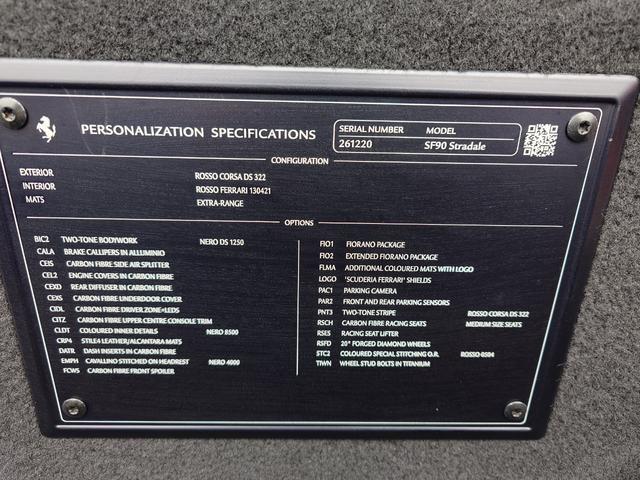 PERSONALIZATION SPECIFICATIONS
SERIAL NUMBER MODEL
261220 SF90 Stradale
CONFIGURATION
EXTERIOR ROSSO CORSA DS 322
INTERIOR ROSSO FERRARI 130421
MATS EXTRA-RANGE
OPTIONS
BIC2 TWO-TONE BODYWORK NERO DS 1250
CALA BRAKE CALLIPERS IN ALLUMINIO
CEIS CARBON FIBRE SIDE AIR SPLITTER
CEL2 ENGINE COVERS IN CARBON FIBRE
CEXD REAR DIFFUSER IN CARBON FIBRE
CEXS CARBON FIBRE UNDERDOOR COVER
CIDL CARBON FIBRE DRIVER ZONE+LEDS
CITZ CARBON FIBRE UPPER CENTRE CONSOLE TRIM
CLDT COLOURED INNER DETAILS NERO 8500
CRP4 STILE4 LEATHER/ALCANTARA MATS
DATR DASH INSERTS IN CARBON FIBRE
EMPH CAVALLINO STITCHED ON HEADREST NERO 4000
FCWS CARBON FIBRE FRONT SPOILER
FIO1 FIORANO PACKAGE
FIO2 EXTENDED FIORANO PACKAGE
FLMA ADDITIONAL COLOURED MATS WITH LOGO
LOGO 'SCUDERIA FERRARI' SHIELDS
PAC1 PARKING CAMERA
PAR2 FRONT AND REAR PARKING SENSORS
PNT3 TWO-TONE STRIPE ROSSO CORSA DS 322
RSCH CARBON FIBRE RACING SEATS MEDIUM SIZE SEATS
RSES RACING SEAT LIFTER
RSFD 20" FORGED DIAMOND WHEELS
STC2 COLOURED SPECIAL STITCHING O.R. ROSSO 0504
TIWN WHEEL STUD BOLTS IN TITANIUM